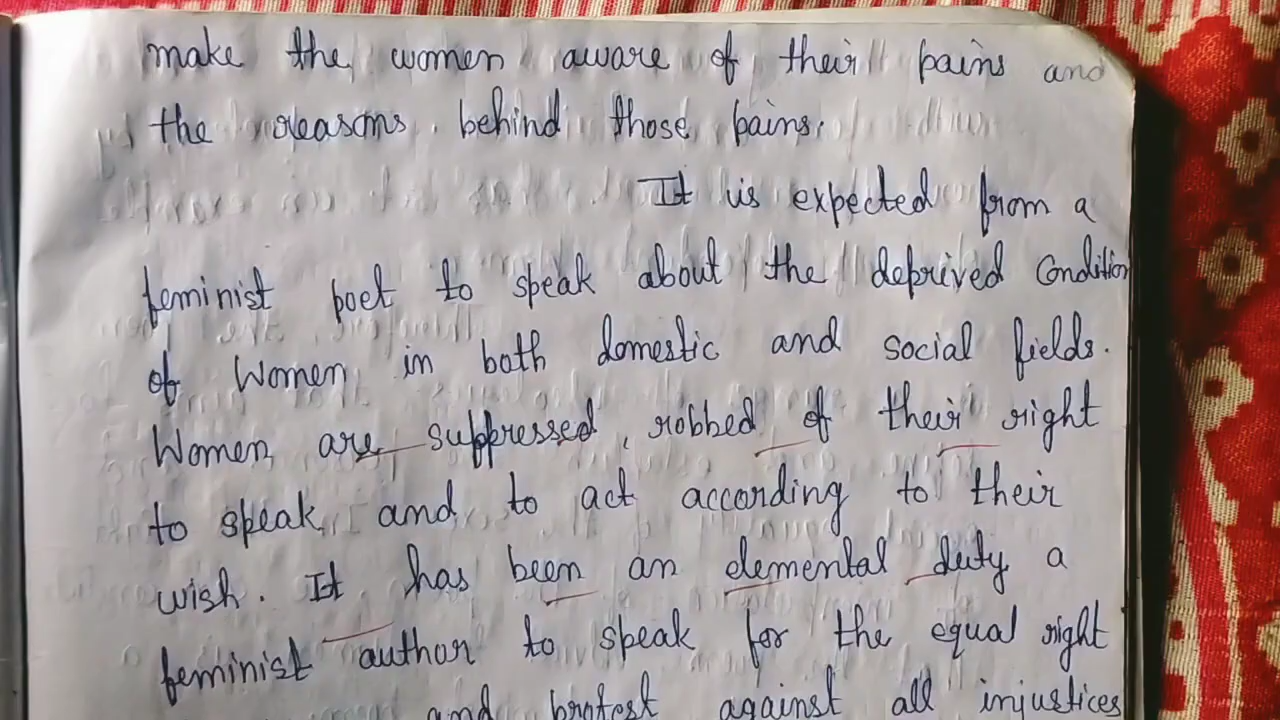 make the women aware of their pains and
the reasons behind those pains.
It is expected from a
feminist poet to speak about the deprived condition
of women in both domestic and social fields.
Women are suppressed, robbed of their right
to speak and to act according to their
wish. It has been an elemental duty a
feminist author to speak for the equal right
and protest against all injustices